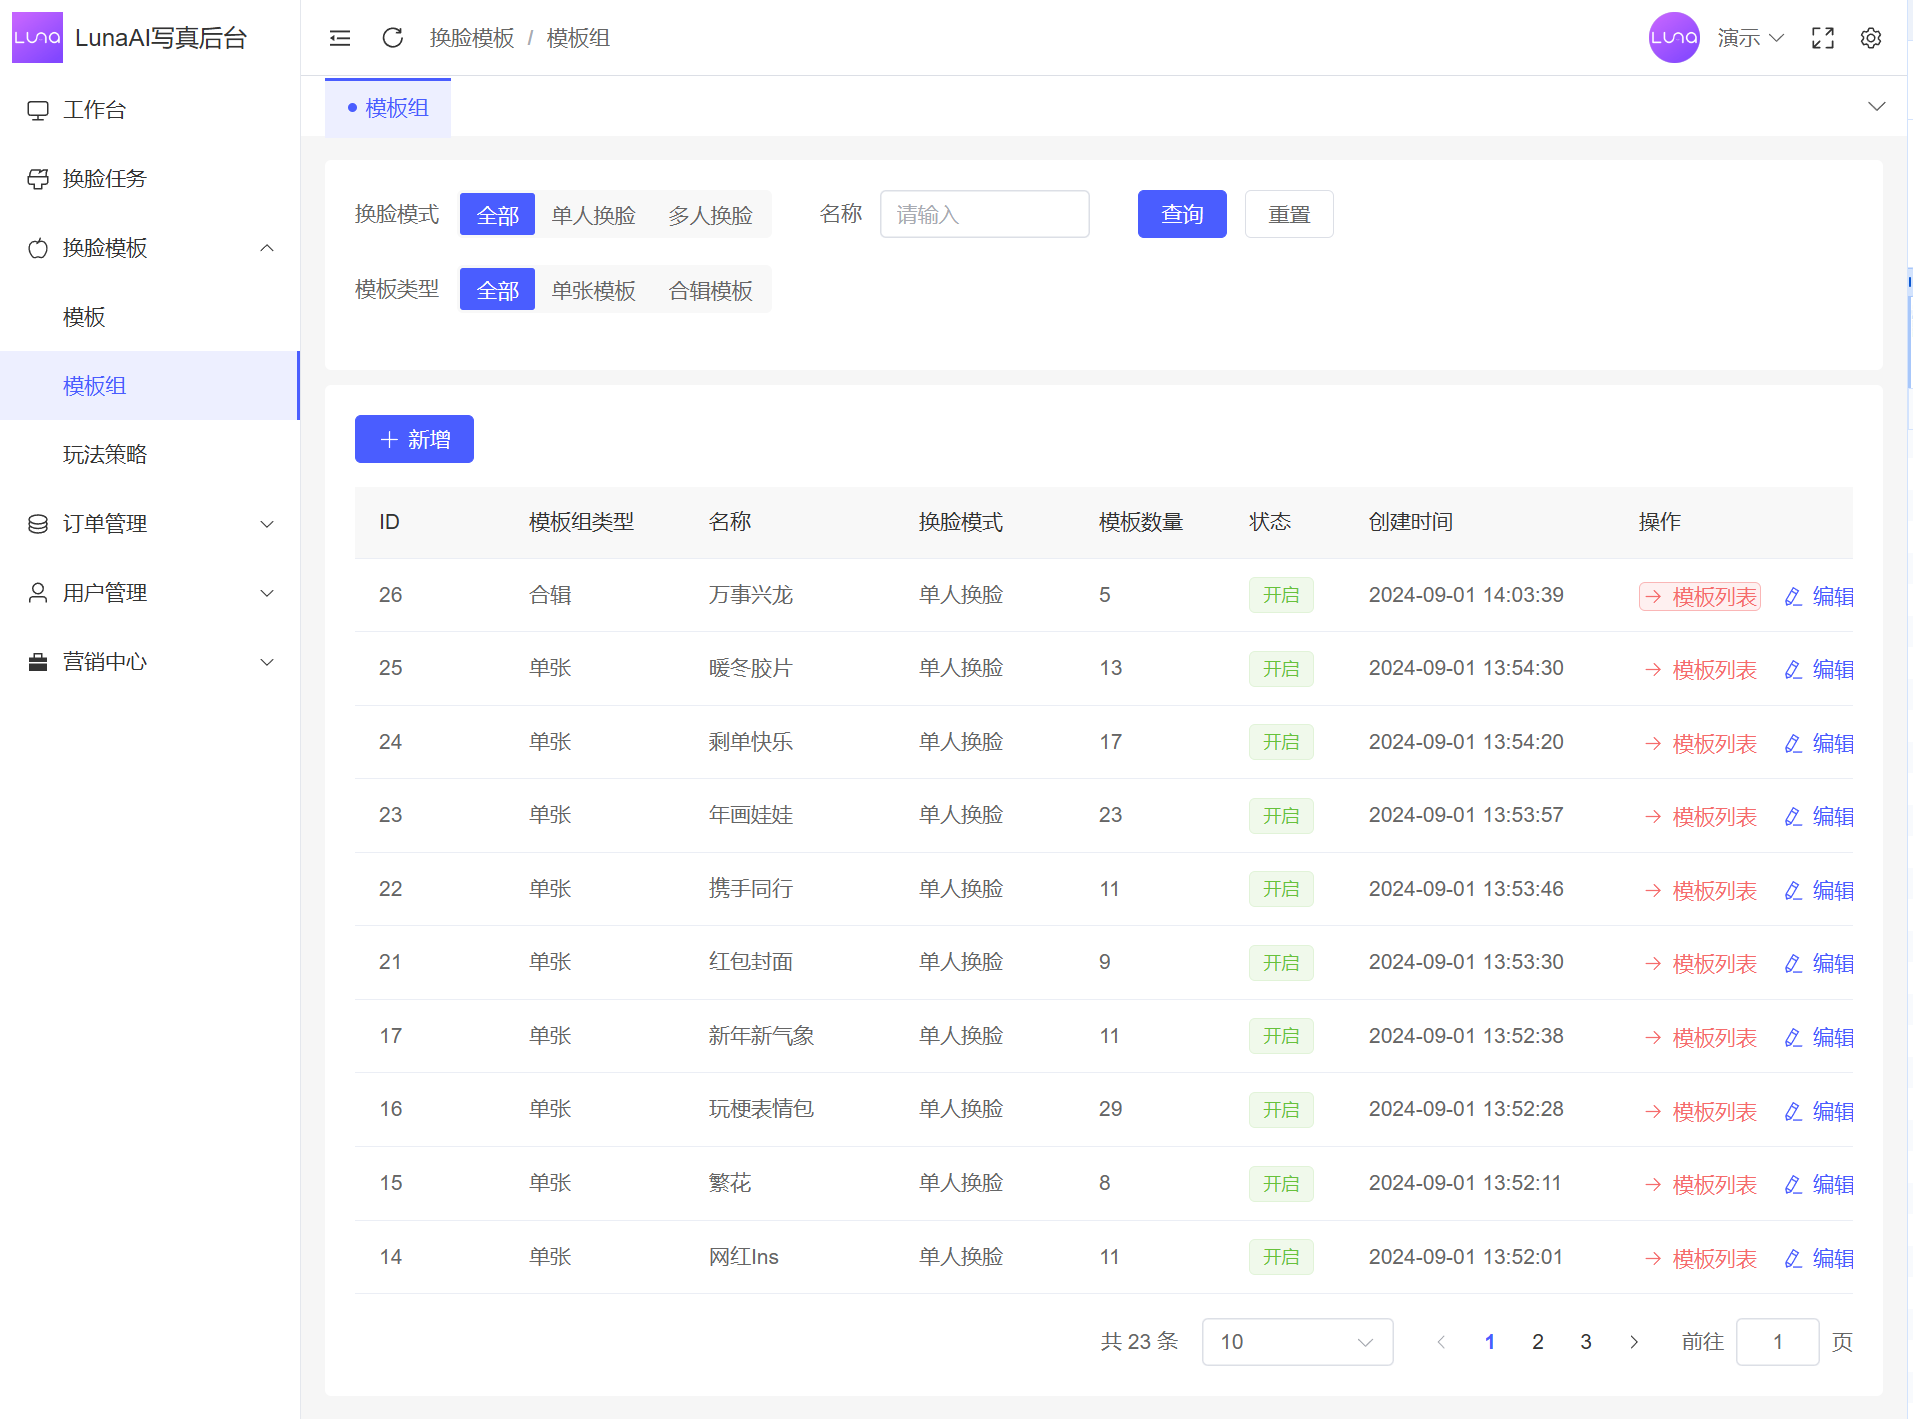 Luna LunaAI写真后台
换脸模板 / 模板组
Luna 演示
工作台
换脸任务
换脸模板
模板
模板组
玩法策略
订单管理
用户管理
营销中心
模板组
换脸模式 全部 单人换脸 多人换脸 名称 请输入 查询 重置
模板类型 全部 单张模板 合辑模板
新增
ID 模板组类型 名称 换脸模式 模板数量 状态 创建时间 操作
26 合辑 万事兴龙 单人换脸 5 开启 2024-09-01 14:03:39 模板列表 编辑
25 单张 暖冬胶片 单人换脸 13 开启 2024-09-01 13:54:30 模板列表 编辑
24 单张 剩单快乐 单人换脸 17 开启 2024-09-01 13:54:20 模板列表 编辑
23 单张 年画娃娃 单人换脸 23 开启 2024-09-01 13:53:57 模板列表 编辑
22 单张 携手同行 单人换脸 11 开启 2024-09-01 13:53:46 模板列表 编辑
21 单张 红包封面 单人换脸 9 开启 2024-09-01 13:53:30 模板列表 编辑
17 单张 新年新气象 单人换脸 11 开启 2024-09-01 13:52:38 模板列表 编辑
16 单张 玩梗表情包 单人换脸 29 开启 2024-09-01 13:52:28 模板列表 编辑
15 单张 繁花 单人换脸 8 开启 2024-09-01 13:52:11 模板列表 编辑
14 单张 网红Ins 单人换脸 11 开启 2024-09-01 13:52:01 模板列表 编辑
共 23 条 10 1 2 3 前往 1 页